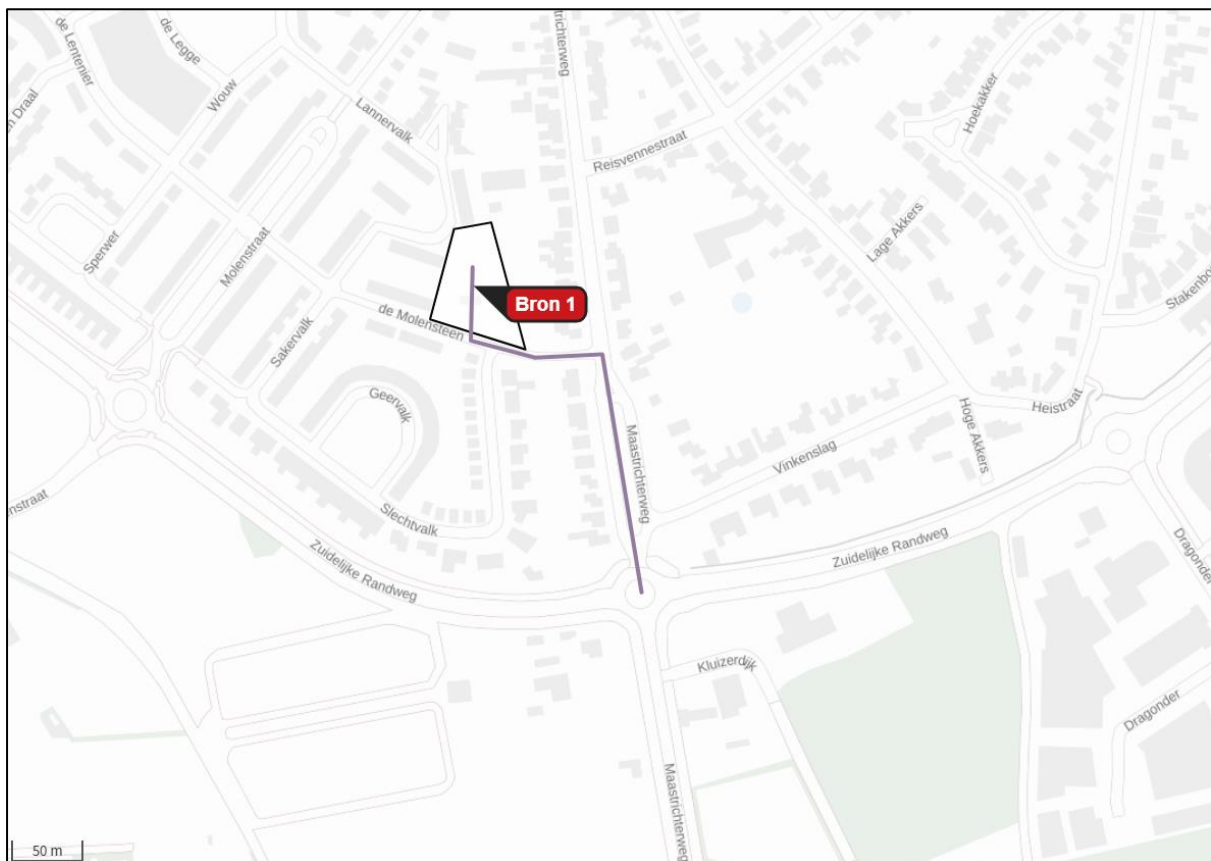 de Lentenier
de Legge
Wouw
Lannervalk
strichterweg
Reisvennestraat
Hoekakker
n Draal
Lage Akkers
Stakenbo
Sperwer
Molenstraat
Bron 1
de Molensteen
Sakervalk
Geervalk
Maastrichterweg
Vinkenslag
Hoge Akkers
Heistraat
nstraat
Slechtvalk
Zuidelijke Randweg
Zuidelijke Randweg
Dragonder
Kluizerdijk
Dragonder
Maastrichterweg
50 m